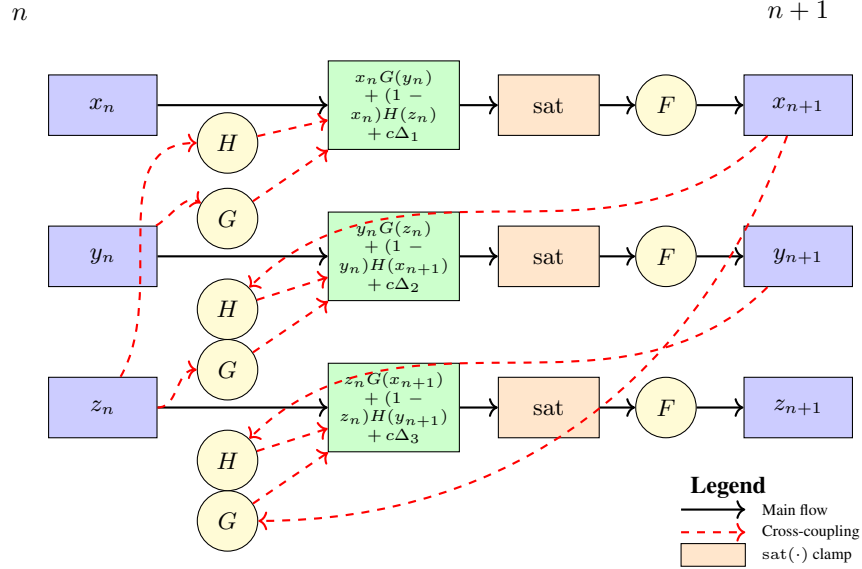 n
n + 1
x_n
x_n G(y_n)
+ (1 −
x_n)H(z_n)
+ cΔ_1
sat
F
x_{n+1}
H
G
y_n
y_n G(z_n)
+ (1 −
y_n)H(x_{n+1})
+ cΔ_2
sat
F
y_{n+1}
H
G
z_n
z_n G(x_{n+1})
+ (1 −
z_n)H(y_{n+1})
+ cΔ_3
sat
F
z_{n+1}
H
G
Legend
Main flow
Cross-coupling
sat(·) clamp